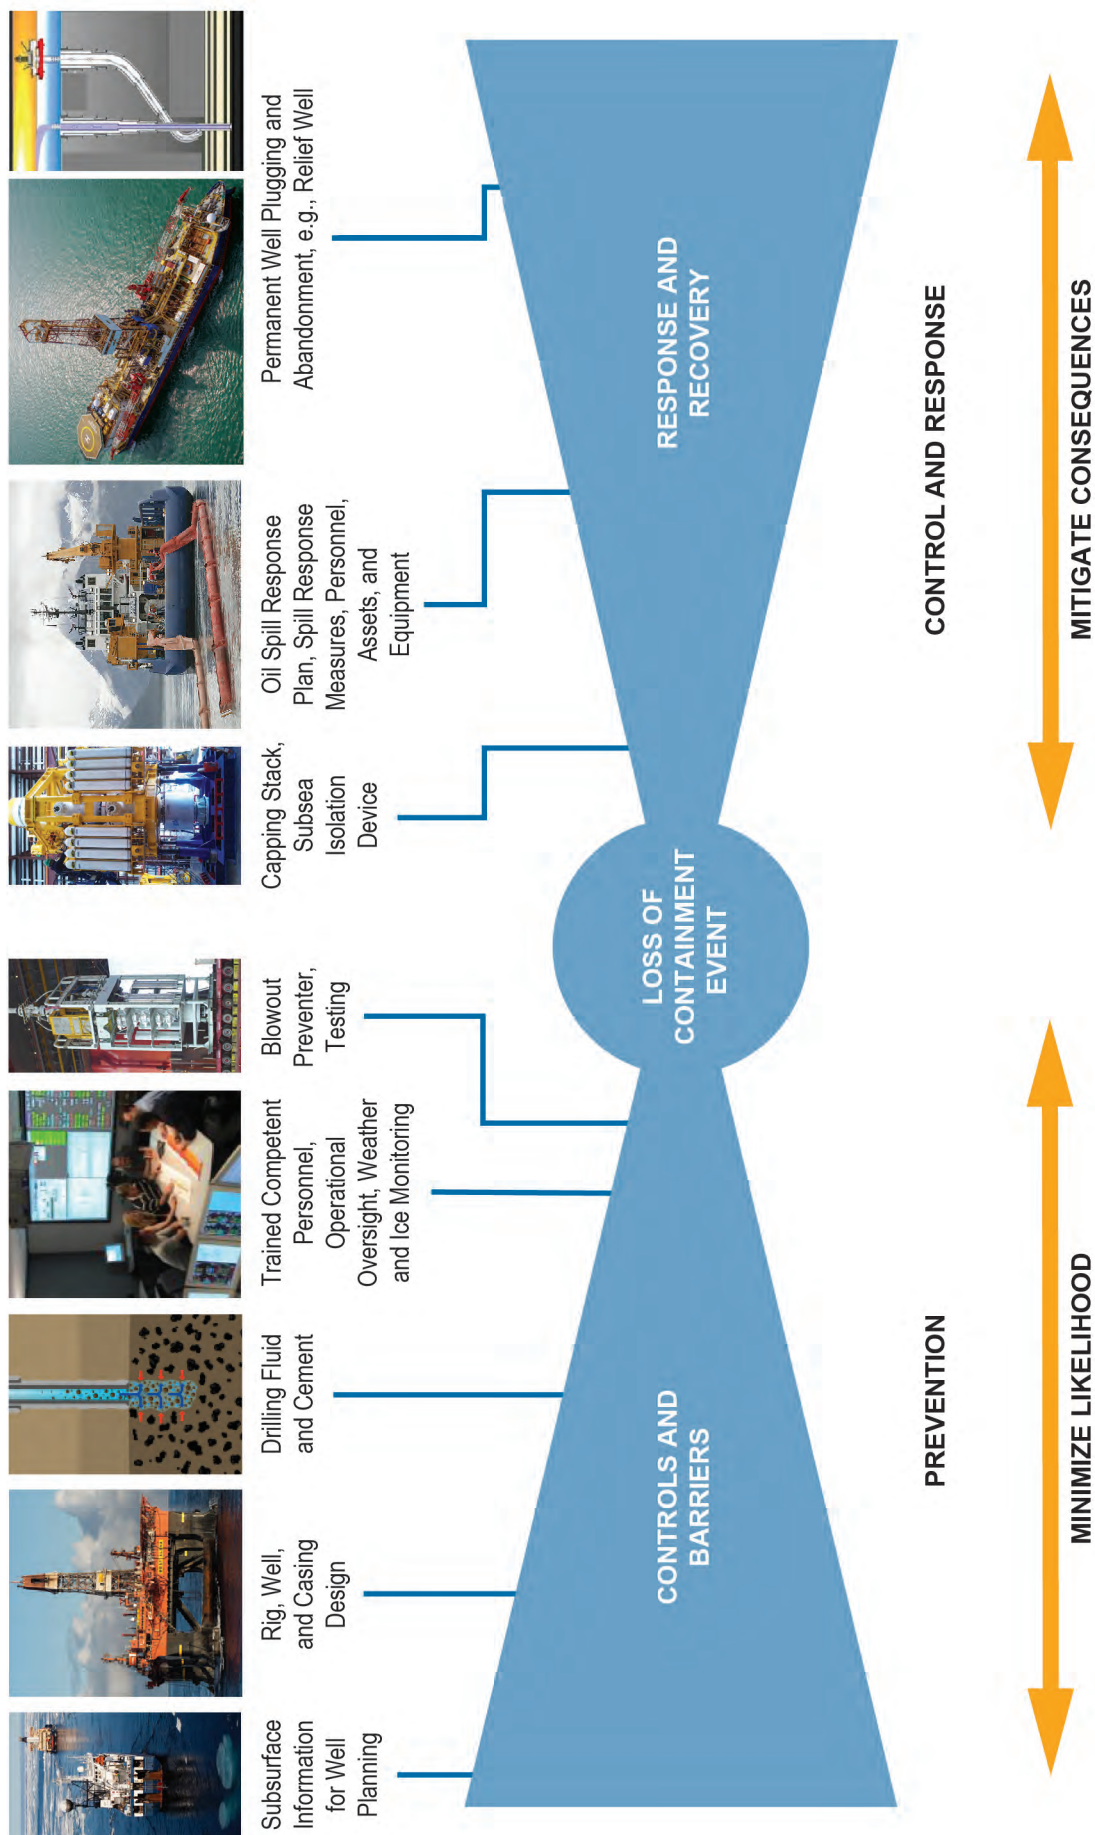 Subsurface
Information
for Well
Planning
Rig, Well,
and Casing
Design
Drilling Fluid
and Cement
Trained Competent
Personnel,
Operational
Oversight, Weather
and Ice Monitoring
Blowout
Preventer,
Testing
Capping Stack,
Subsea
Isolation
Device
Oil Spill Response
Plan, Spill Response
Measures, Personnel,
Assets, and
Equipment
Permanent Well Plugging and
Abandonment, e.g., Relief Well
CONTROLS AND
BARRIERS
LOSS OF
CONTAINMENT
EVENT
RESPONSE AND
RECOVERY
PREVENTION
CONTROL AND RESPONSE
MINIMIZE LIKELIHOOD
MITIGATE CONSEQUENCES